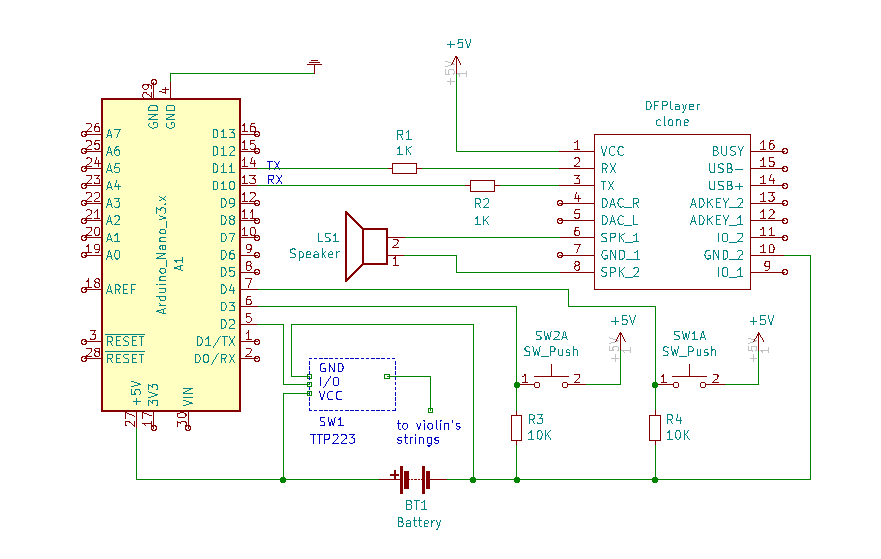 +5V
+5V
1
DFPlayer
clone
29
4
GND
GND
26 A7
25 A6
24 A5
23 A4
22 A3
21 A2
20 A1
19 A0
18 AREF
3 RESET
28 RESET
+5V
3V3
VIN
27
17
30
Arduino_Nano_v3.x
A1
D13 16
D12 15
D11 14 TX
D10 13 RX
D9 12
D8 11
D7 10
D6 9
D5 8
D4 7
D3 6
D2 5
D1/TX 1
D0/RX 2
R1
1K
R2
1K
LS1
Speaker
2
1
1 VCC
2 RX
3 TX
4 DAC_R
5 DAC_L
6 SPK_1
7 GND_1
8 SPK_2
BUSY 16
USB- 15
USB+ 14
ADKEY_2 13
ADKEY_1 12
IO_2 11
GND_2 10
IO_1 9
SW2A
SW_Push
1 2
+5V
+5V
1
SW1A
SW_Push
1 2
+5V
+5V
1
GND
I/O
VCC
SW1
TTP223
to violin's
strings
R3
10K
R4
10K
+
BT1
Battery